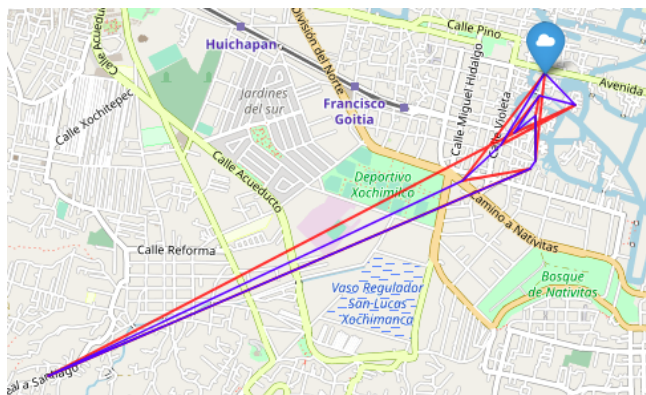 Calle Pino
División del Norte
Calle Acueducto
Huichapan
Avenida
Calle Miguel Hidalgo
Jardines
del sur
Francisco
Goitia
Calle Violeta
Calle Xochitepec
Calle Acueducto
Deportivo
Xochimilco
Camino a Nativitas
Calle Reforma
Bosque
de Nativitas
Vaso Regulador
San Lucas
Xochimanca
eal a Santiago